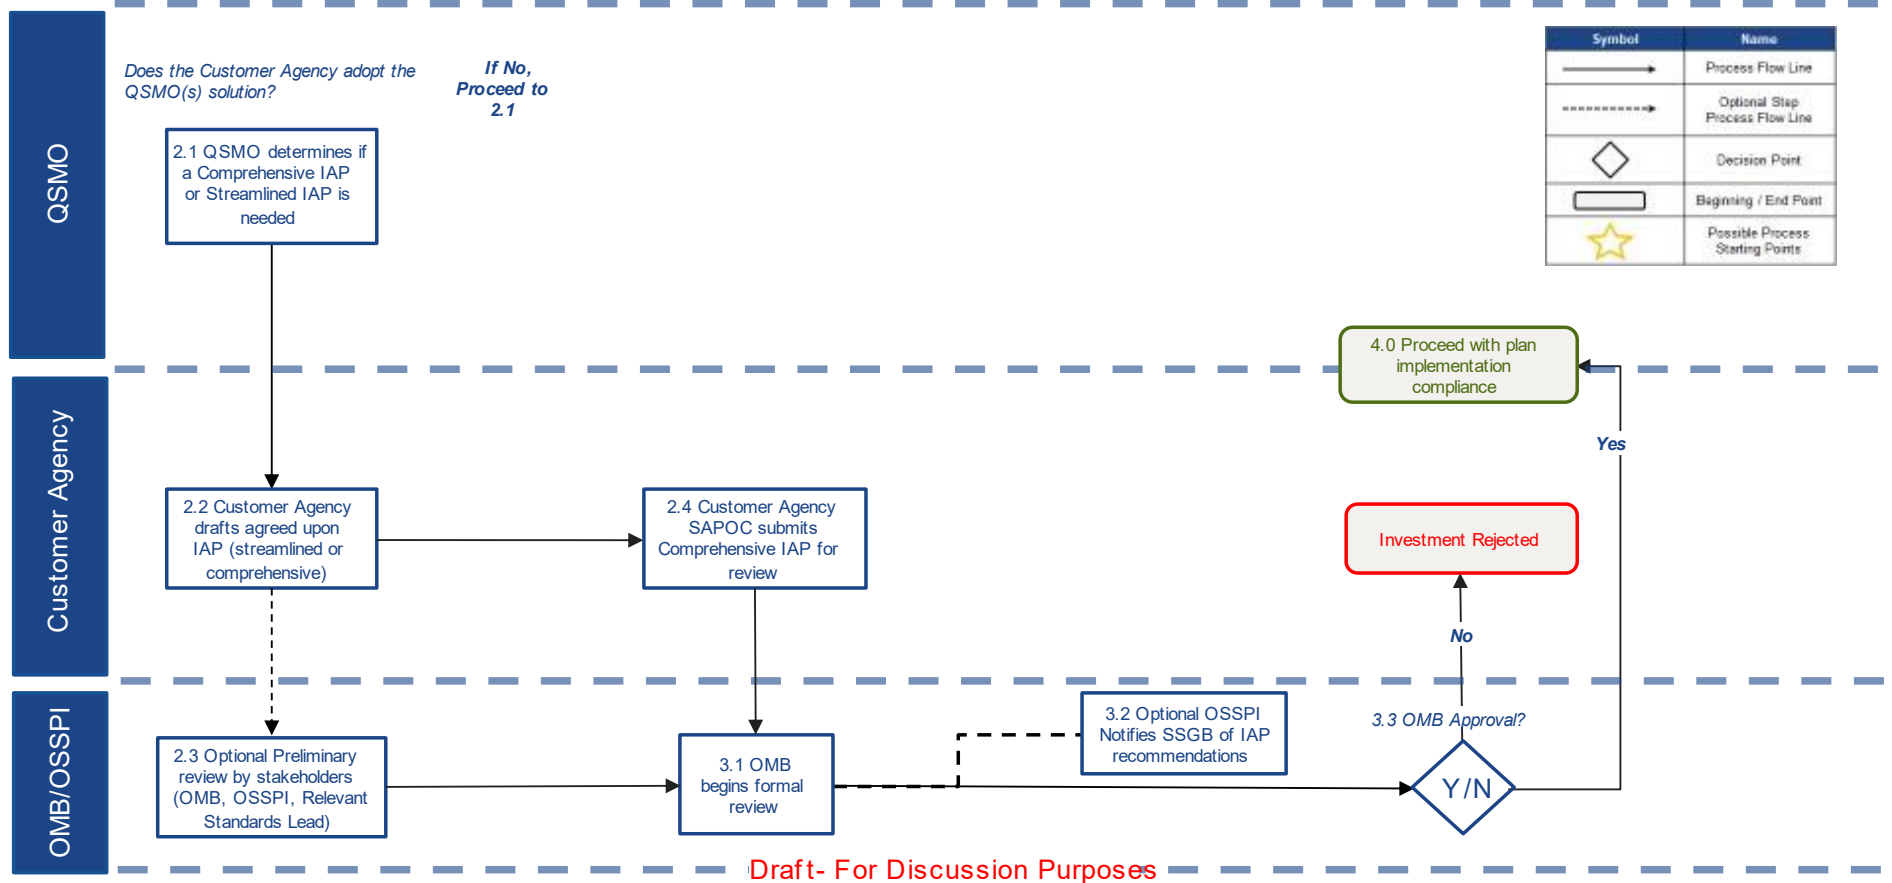 QSMO
Does the Customer Agency adopt the
QSMO(s) solution?
If No,
Proceed to
2.1
2.1 QSMO determines if
a Comprehensive IAP
or Streamlined IAP is
needed
Symbol Name
Process Flow Line
Optional Step
Process Flow Line
Decision Point
Beginning / End Point
Possible Process
Starting Points
4.0 Proceed with plan
implementation
compliance
Yes
Customer Agency
2.2 Customer Agency
drafts agreed upon
IAP (streamlined or
comprehensive)
2.4 Customer Agency
SAPOC submits
Comprehensive IAP for
review
Investment Rejected
No
OMB/OSSPI
2.3 Optional Preliminary
review by stakeholders
(OMB, OSSPI, Relevant
Standards Lead)
3.1 OMB
begins formal
review
3.2 Optional OSSPI
Notifies SSGB of IAP
recommendations
3.3 OMB Approval?
Y/N
Draft- For Discussion Purposes